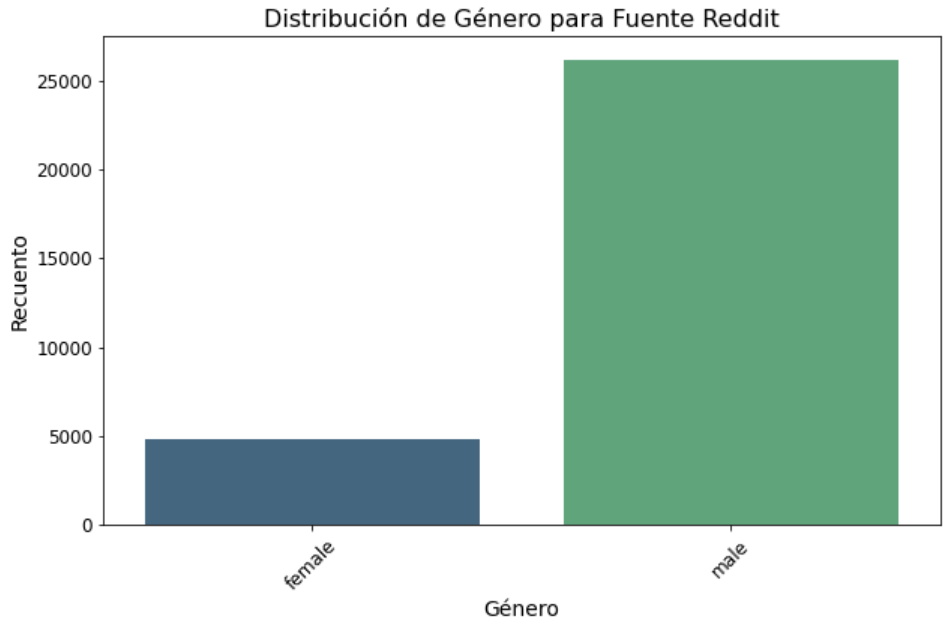 Distribución de Género para Fuente Reddit
25000
20000
15000
10000
5000
0
Recuento
female
male
Género